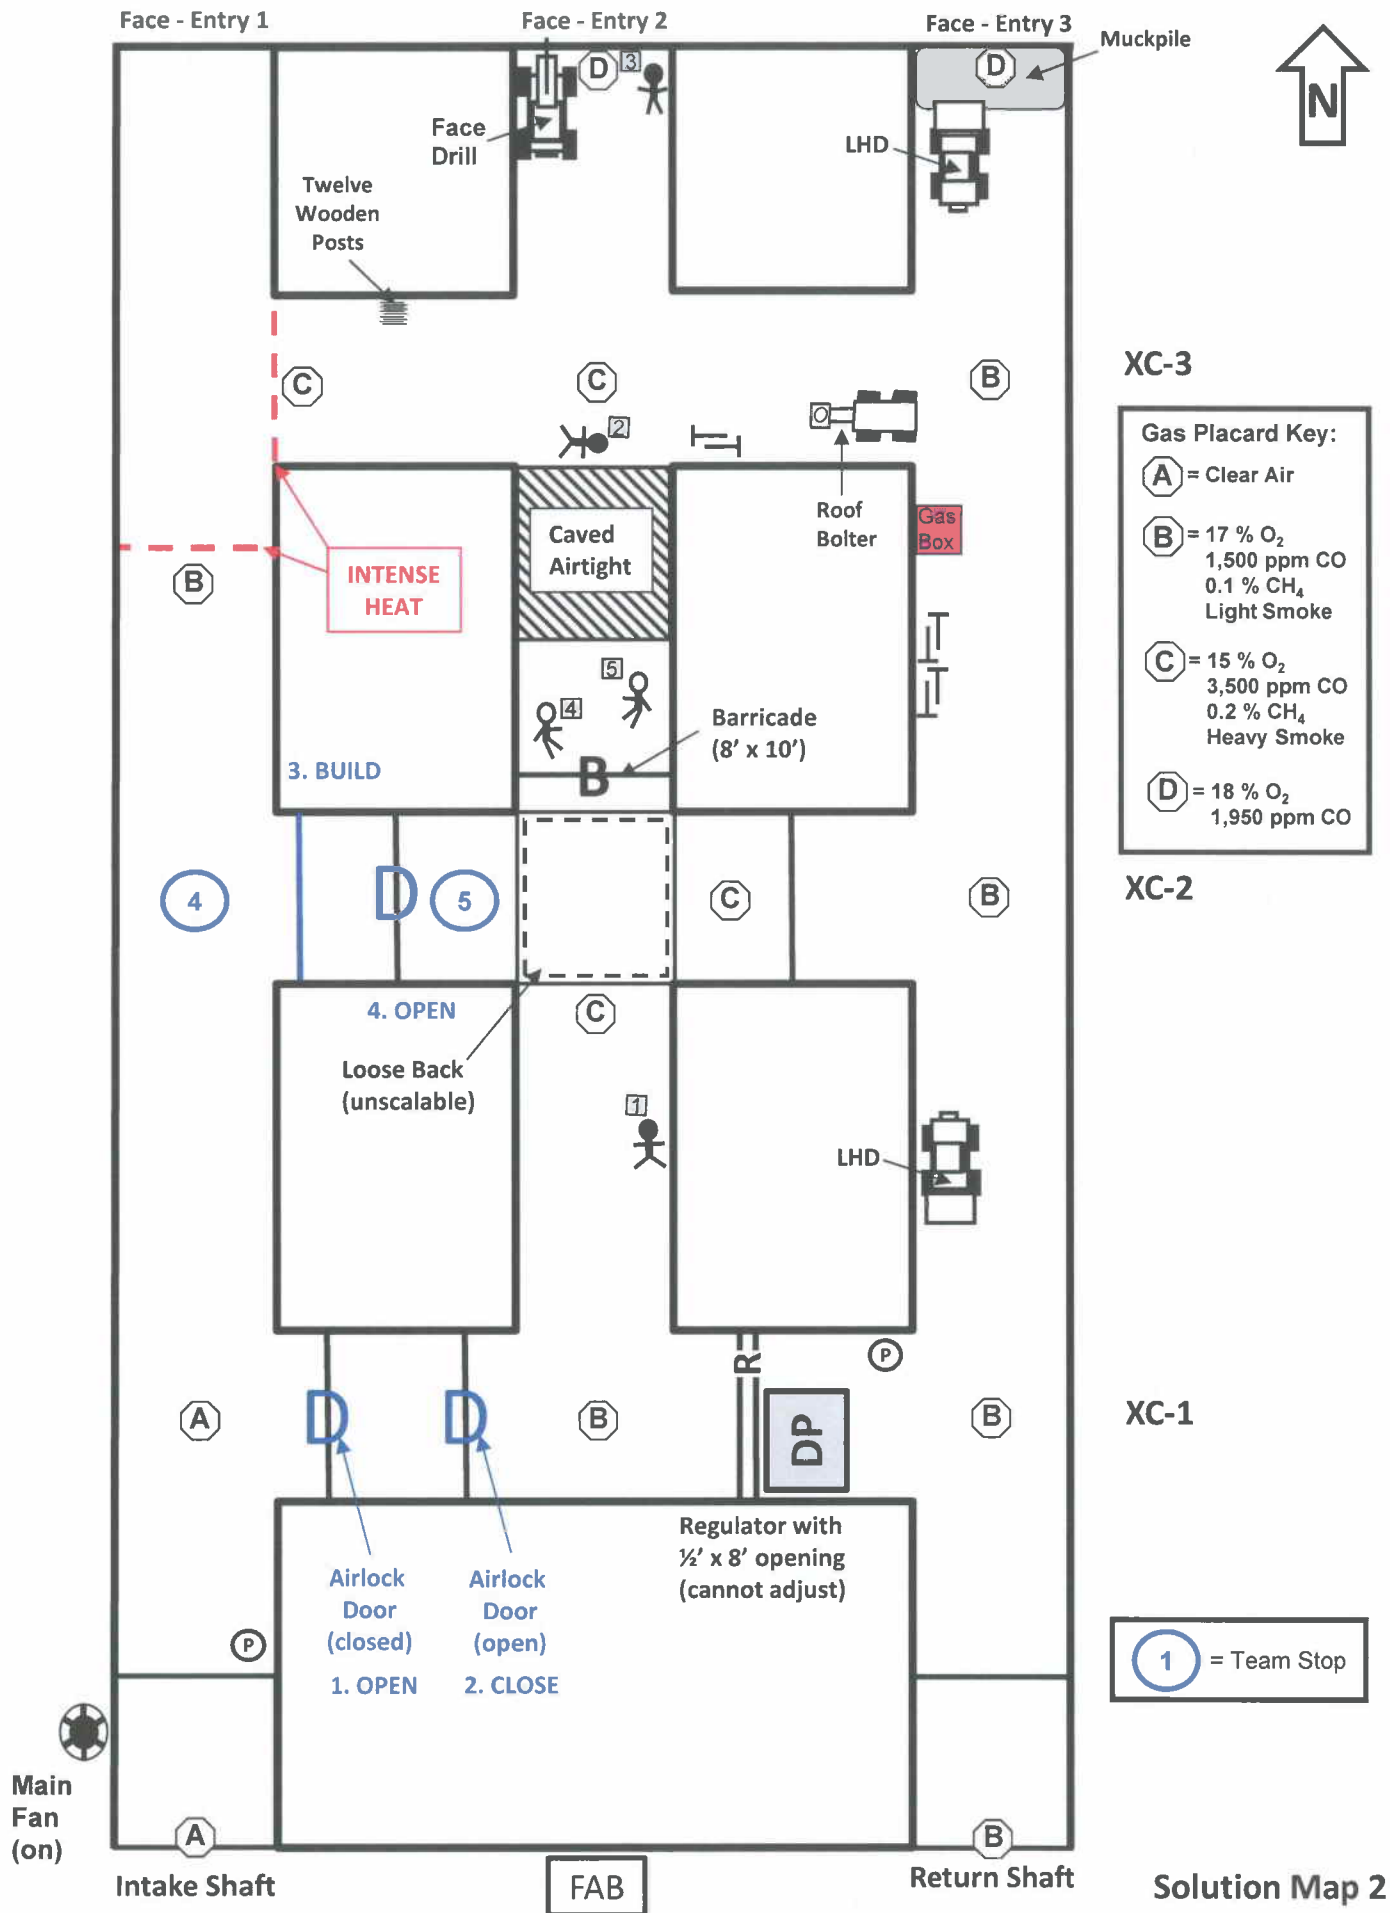 Face - Entry 1
Face - Entry 2
Face - Entry 3
Muckpile
D
3
D
N
Face
Drill
LHD
Twelve
Wooden
Posts
XC-3
C
C
B
2
Gas Placard Key:
A = Clear Air
B = 17 % O₂
1,500 ppm CO
0.1 % CH₄
Light Smoke
C = 15 % O₂
3,500 ppm CO
0.2 % CH₄
Heavy Smoke
D = 18 % O₂
1,950 ppm CO
Roof
Bolter
Gas
Box
Caved
Airtight
INTENSE
HEAT
B
5
4
Barricade
(8' x 10')
3. BUILD
B
XC-2
4
D
5
C
B
4. OPEN
C
Loose Back
(unscalable)
1
LHD
R
P
A
D
D
B
DP
B
XC-1
Regulator with
½' x 8' opening
(cannot adjust)
Airlock
Door
(closed)
1. OPEN
Airlock
Door
(open)
2. CLOSE
P
1 = Team Stop
Main
Fan
(on)
A
B
Intake Shaft
FAB
Return Shaft
Solution Map 2